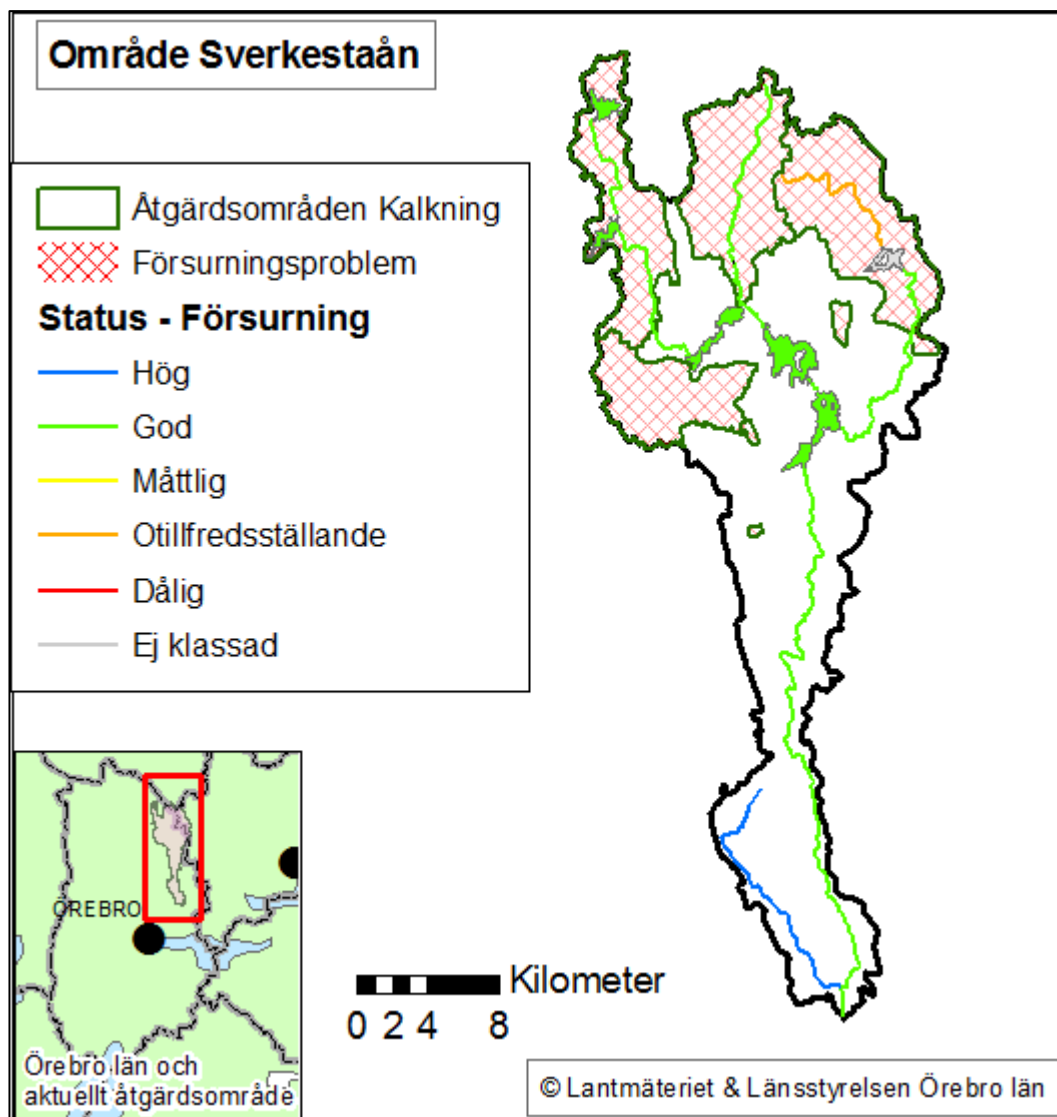 Område Sverkestaån
Åtgärdsområden Kalkning
Försurningsproblem
Status - Försurning
Hög
God
Måttlig
Otillfredsställande
Dålig
Ej klassad
ÖREBRO
Örebro län och
aktuellt åtgärdsområde
Kilometer
0 2 4 8
© Lantmäteriet & Länsstyrelsen Örebro län